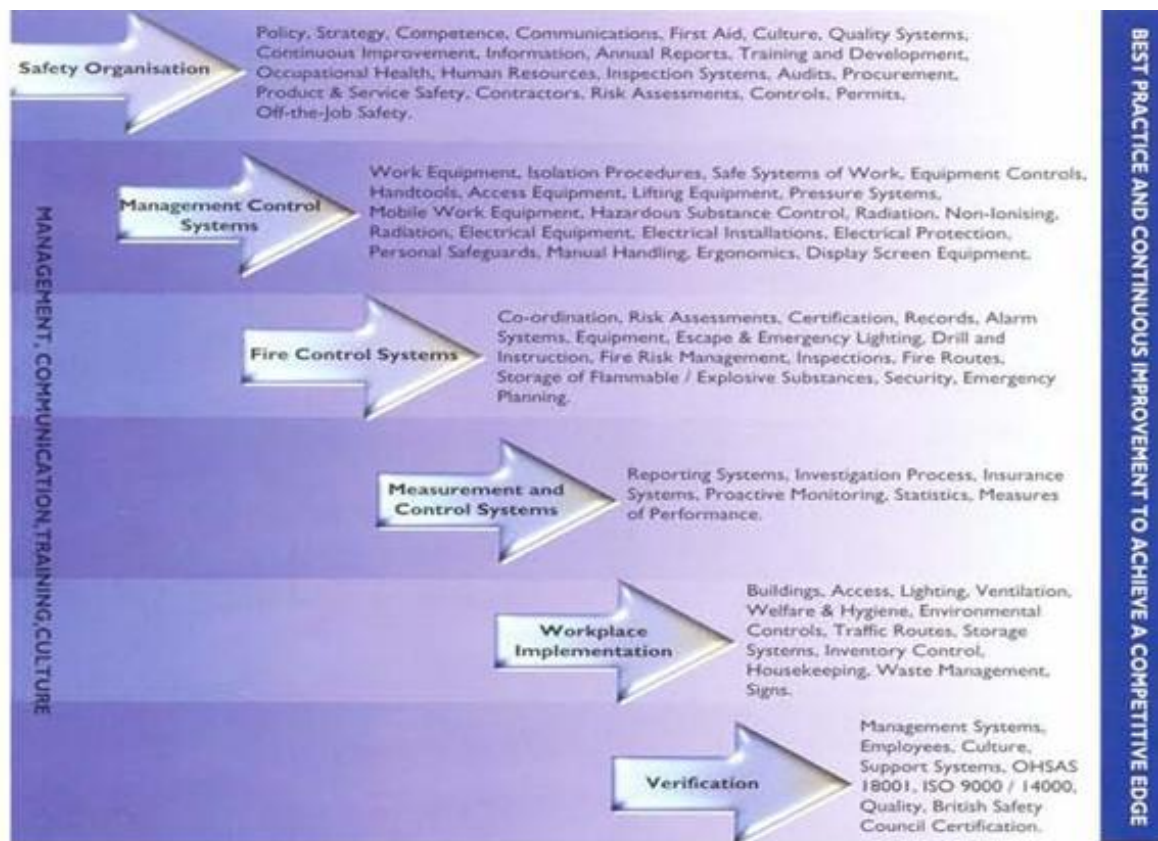 Safety Organisation
Policy, Strategy, Competence, Communications, First Aid, Culture, Quality Systems,
Continuous Improvement, Information, Annual Reports, Training and Development,
Occupational Health, Human Resources, Inspection Systems, Audits, Procurement,
Product & Service Safety, Contractors, Risk Assessments, Controls, Permits,
Off-the-Job Safety.
Management Control
Systems
Work Equipment, Isolation Procedures, Safe Systems of Work, Equipment Controls,
Handtools, Access Equipment, Lifting Equipment, Pressure Systems,
Mobile Work Equipment, Hazardous Substance Control, Radiation, Non-Ionising,
Radiation, Electrical Equipment, Electrical Installations, Electrical Protection,
Personal Safeguards, Manual Handling, Ergonomics, Display Screen Equipment.
Fire Control Systems
Co-ordination, Risk Assessments, Certification, Records, Alarm
Systems, Equipment, Escape & Emergency Lighting, Drill and
Instruction, Fire Risk Management, Inspections, Fire Routes,
Storage of Flammable / Explosive Substances, Security, Emergency
Planning.
Measurement and
Control Systems
Reporting Systems, Investigation Process, Insurance
Systems, Proactive Monitoring, Statistics, Measures
of Performance.
Workplace
Implementation
Buildings, Access, Lighting, Ventilation,
Welfare & Hygiene, Environmental
Controls, Traffic Routes, Storage
Systems, Inventory Control,
Housekeeping, Waste Management,
Signs.
Verification
Management Systems,
Employees, Culture,
Support Systems, OHSAS
18001, ISO 9000 / 14000,
Quality, British Safety
Council Certification.
MANAGEMENT, COMMUNICATION,TRAINING,CULTURE
BEST PRACTICE AND CONTINUOUS IMPROVEMENT TO ACHIEVE A COMPETITIVE EDGE